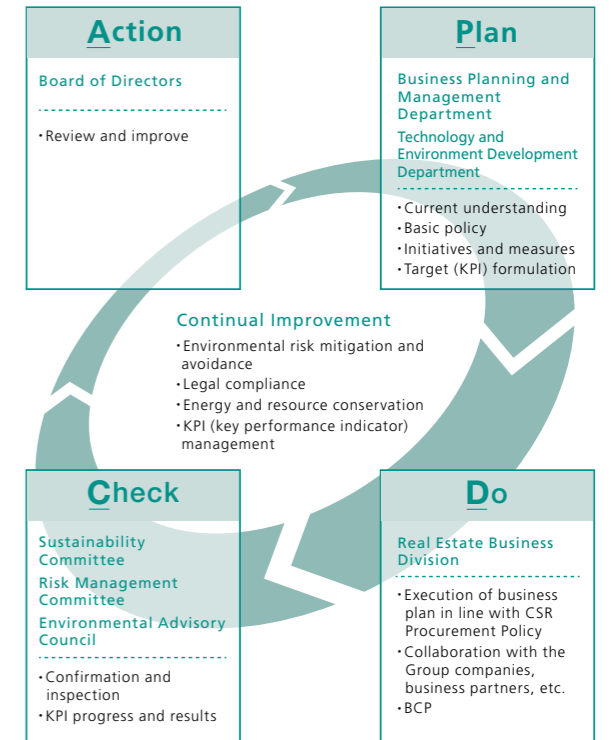 Action
Board of Directors
・Review and improve
Plan
Business Planning and
Management
Department
Technology and
Environment Development
Department
・Current understanding
・Basic policy
・Initiatives and measures
・Target (KPI) formulation
Continual Improvement
・Environmental risk mitigation and
avoidance
・Legal compliance
・Energy and resource conservation
・KPI (key performance indicator)
management
Check
Sustainability
Committee
Risk Management
Committee
Environmental Advisory
Council
・Confirmation and
inspection
・KPI progress and results
Do
Real Estate Business
Division
・Execution of business
plan in line with CSR
Procurement Policy
・Collaboration with the
Group companies,
business partners, etc.
・BCP